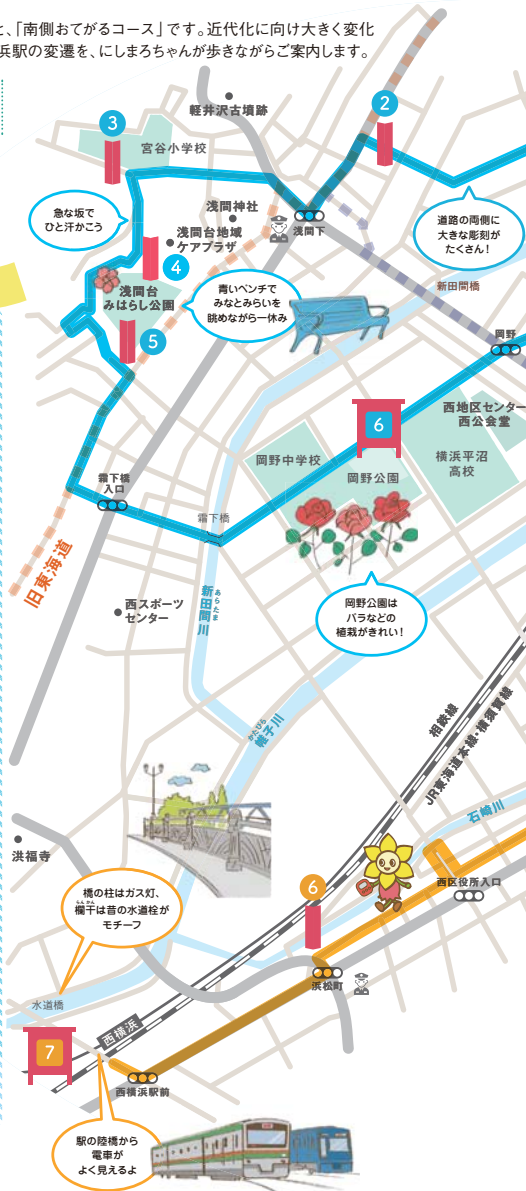 と、「南側おてがるコース」です。近代化に向け大きく変化
浜駅の変遷を、にしまろちゃんが歩きながらご案内します。
軽井沢古墳跡
2
3
宮谷小学校
急な坂で
ひと汗かこう
浅間神社
浅間台地域
ケアプラザ
浅間下
道路の両側に
大きな彫刻が
たくさん!
4
浅間台
みはらし公園
青いベンチで
みなとみらいを
眺めながら一休み
新田間橋
5
岡野
西地区センター
西公会堂
6
岡野中学校
岡野公園
横浜平沼
高校
霜下橋
入口
霜下橋
旧東海道
あらたま
新田間川
西スポーツ
センター
岡野公園は
バラなどの
植栽がきれい!
かたびら
帷子川
相鉄線
JR東海道本線・横須賀線
石崎川
洪福寺
橋の柱はガス灯、
らんかん
欄干は昔の水道栓が
モチーフ
6
西区役所入口
浜松町
水道橋
7
西横浜
西横浜駅前
駅の陸橋から
電車が
よく見えるよ